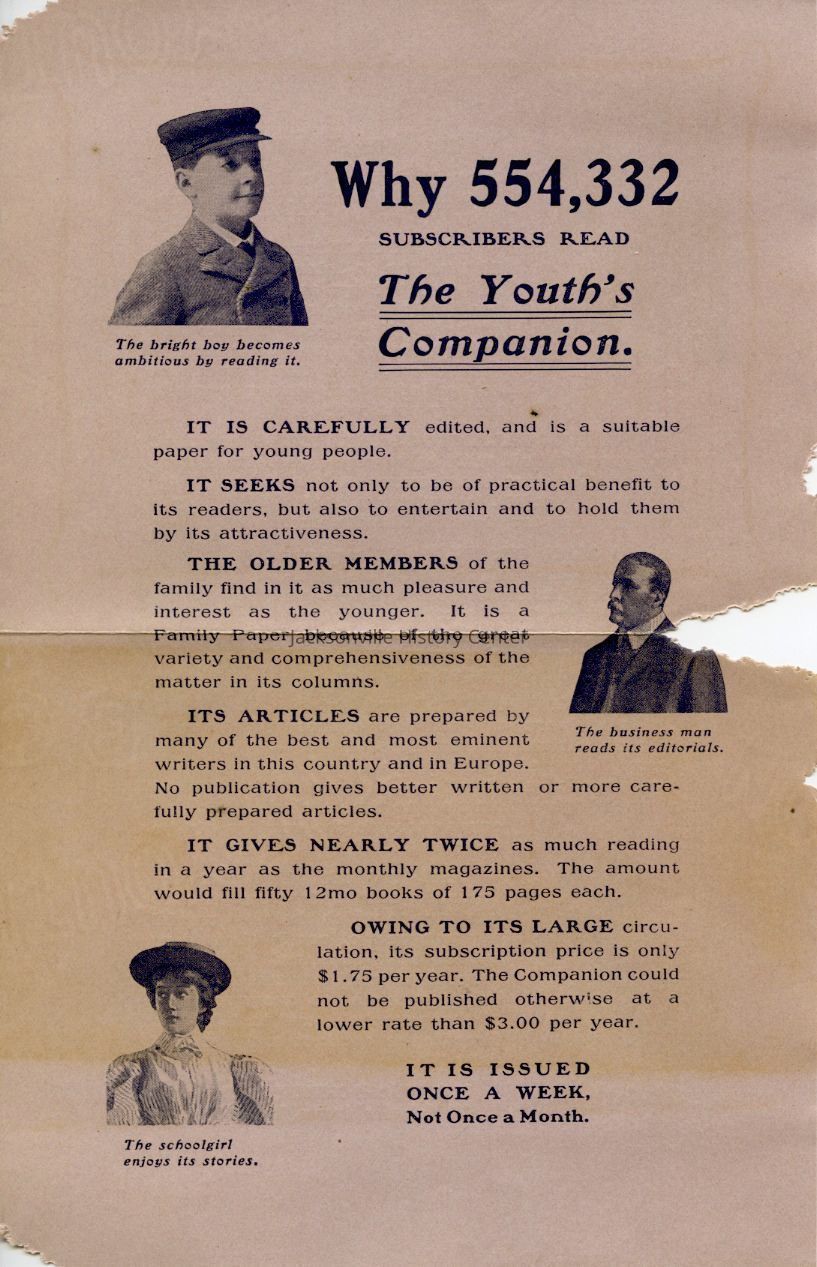 Why 554,332
SUBSCRIBERS READ
The Youth's
Companion.
The bright boy becomes
ambitious by reading it.
IT IS CAREFULLY edited, and is a suitable
paper for young people.
IT SEEKS not only to be of practical benefit to
its readers, but also to entertain and to hold them
by its attractiveness.
THE OLDER MEMBERS of the
family find in it as much pleasure and
interest as the younger. It is a
Family Paper because of the great
Jacksonville History Center
variety and comprehensiveness of the
matter in its columns.
ITS ARTICLES are prepared by
many of the best and most eminent
writers in this country and in Europe.
No publication gives better written or more care-
fully prepared articles.
The business man
reads its editorials.
IT GIVES NEARLY TWICE as much reading
in a year as the monthly magazines. The amount
would fill fifty 12mo books of 175 pages each.
OWING TO ITS LARGE circu-
lation, its subscription price is only
$1.75 per year. The Companion could
not be published otherwise at a
lower rate than $3.00 per year.
IT IS ISSUED
ONCE A WEEK,
Not Once a Month.
The schoolgirl
enjoys its stories.